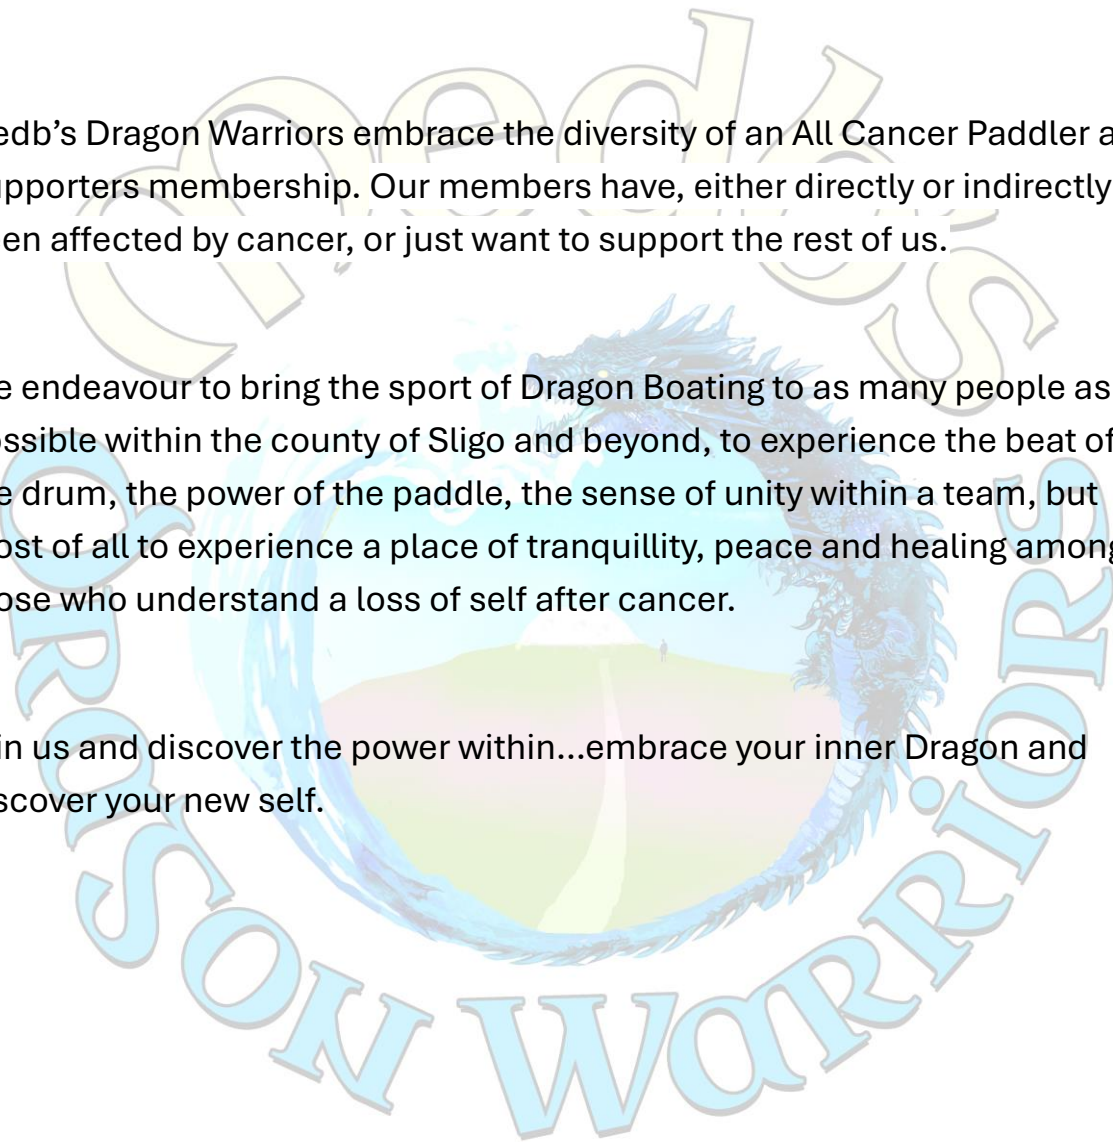 Medbs
edb’s Dragon Warriors embrace the diversity of an All Cancer Paddler a
upporters membership. Our members have, either directly or indirectly
en affected by cancer, or just want to support the rest of us.
e endeavour to bring the sport of Dragon Boating to as many people as
ossible within the county of Sligo and beyond, to experience the beat of
e drum, the power of the paddle, the sense of unity within a team, but
ost of all to experience a place of tranquillity, peace and healing among
ose who understand a loss of self after cancer.
in us and discover the power within...embrace your inner Dragon and
scover your new self.
DRAGON WARRIORS